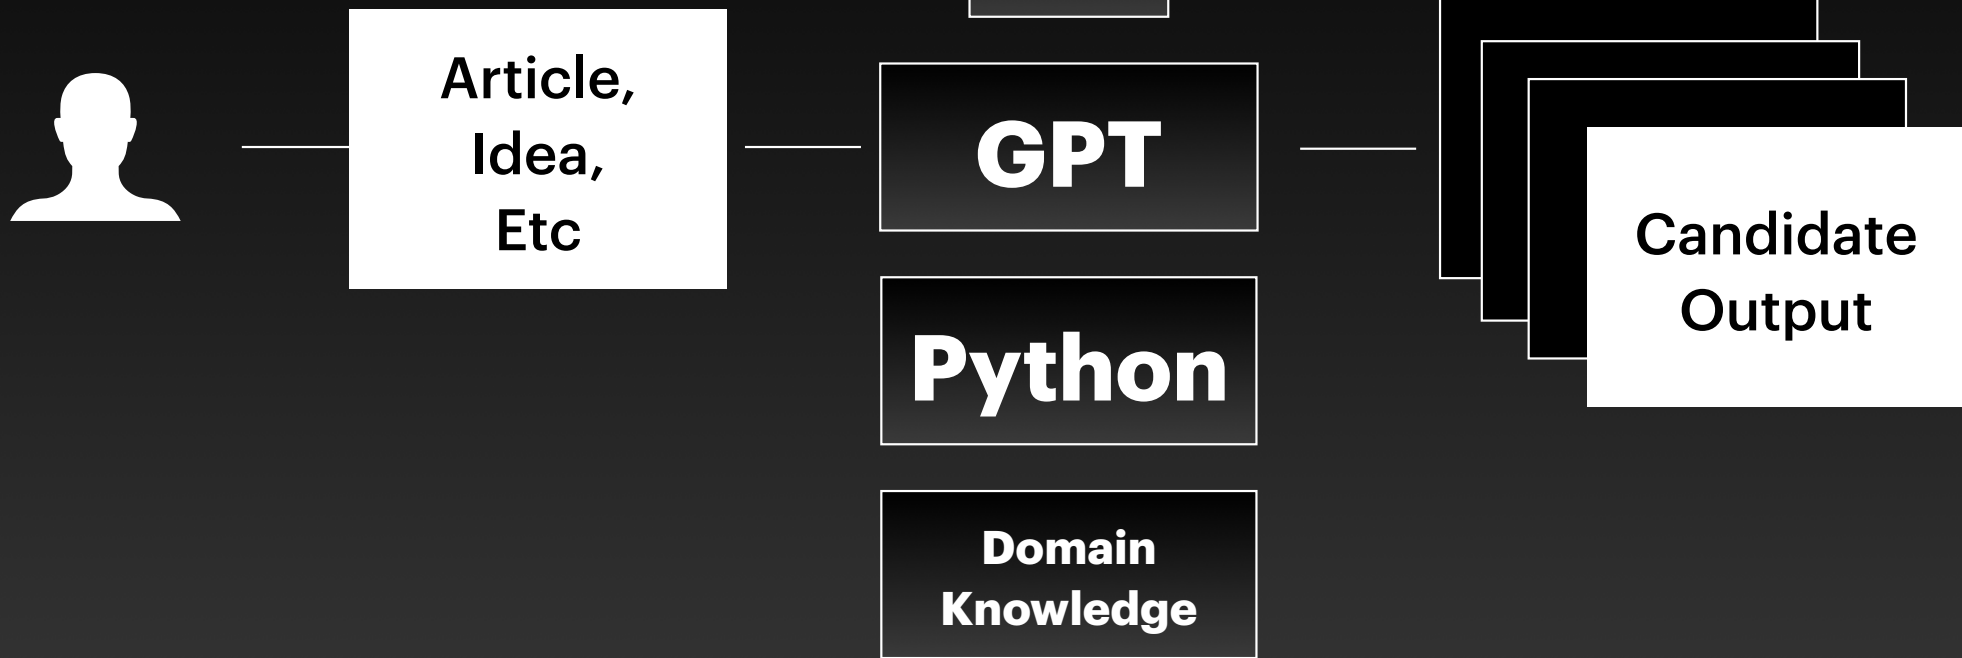 Article,
Idea,
Etc
GPT
Python
Domain
Knowledge
Candidate
Output